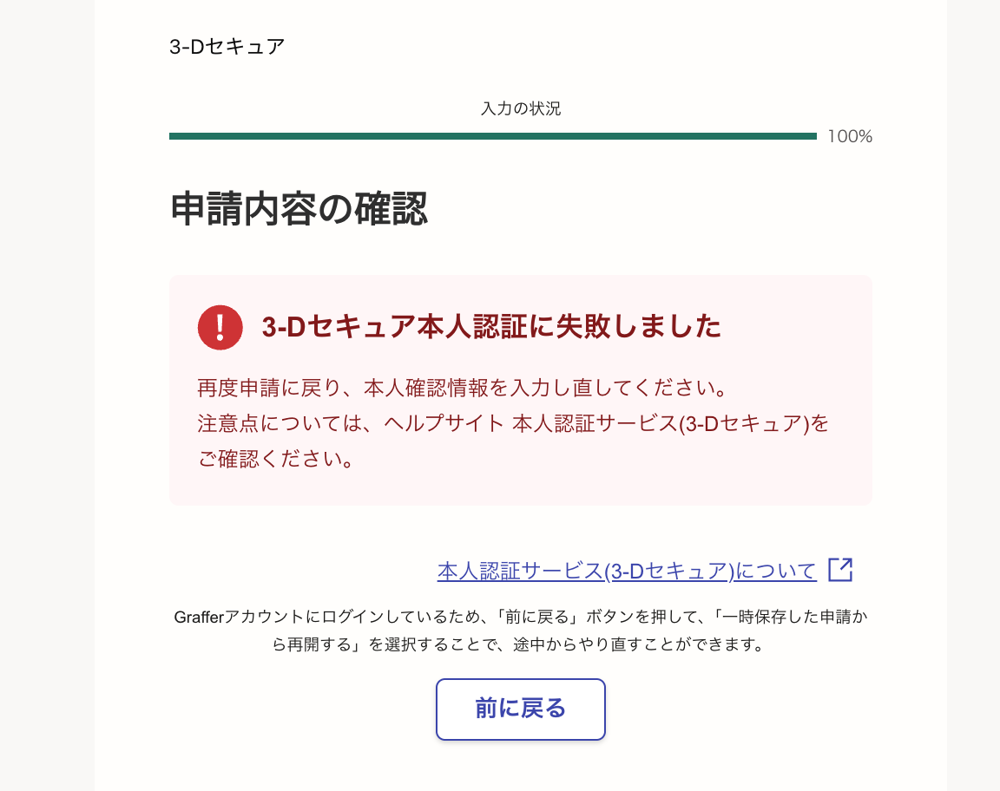 3-Dセキュア
入力の状況
100%
申請内容の確認
3-Dセキュア本人認証に失敗しました
再度申請に戻り、本人確認情報を入力し直してください。
注意点については、ヘルプサイト 本人認証サービス(3-Dセキュア)を
ご確認ください。
本人認証サービス(3-Dセキュア)について
Grafferアカウントにログインしているため、「前に戻る」ボタンを押して、「一時保存した申請か
ら再開する」を選択することで、途中からやり直すことができます。
前に戻る